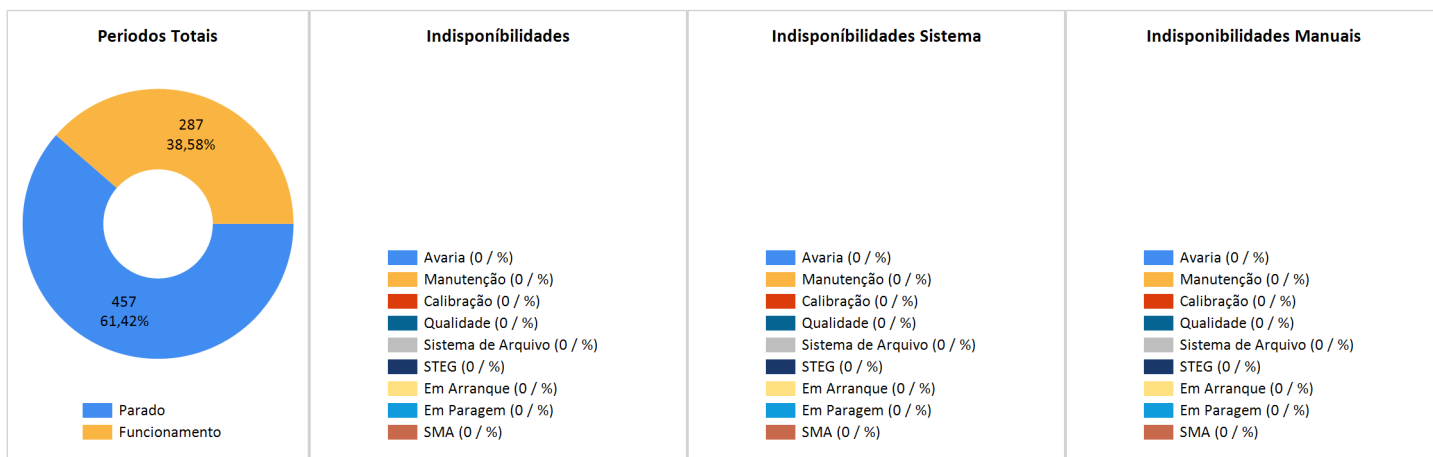 Periodos Totais
287
38,58%
457
61,42%
Parado
Funcionamento
Indisponíbilidades
Avaria (0 / %)
Manutenção (0 / %)
Calibração (0 / %)
Qualidade (0 / %)
Sistema de Arquivo (0 / %)
STEG (0 / %)
Em Arranque (0 / %)
Em Paragem (0 / %)
SMA (0 / %)
Indisponíbilidades Sistema
Avaria (0 / %)
Manutenção (0 / %)
Calibração (0 / %)
Qualidade (0 / %)
Sistema de Arquivo (0 / %)
STEG (0 / %)
Em Arranque (0 / %)
Em Paragem (0 / %)
SMA (0 / %)
Indisponibilidades Manuais
Avaria (0 / %)
Manutenção (0 / %)
Calibração (0 / %)
Qualidade (0 / %)
Sistema de Arquivo (0 / %)
STEG (0 / %)
Em Arranque (0 / %)
Em Paragem (0 / %)
SMA (0 / %)